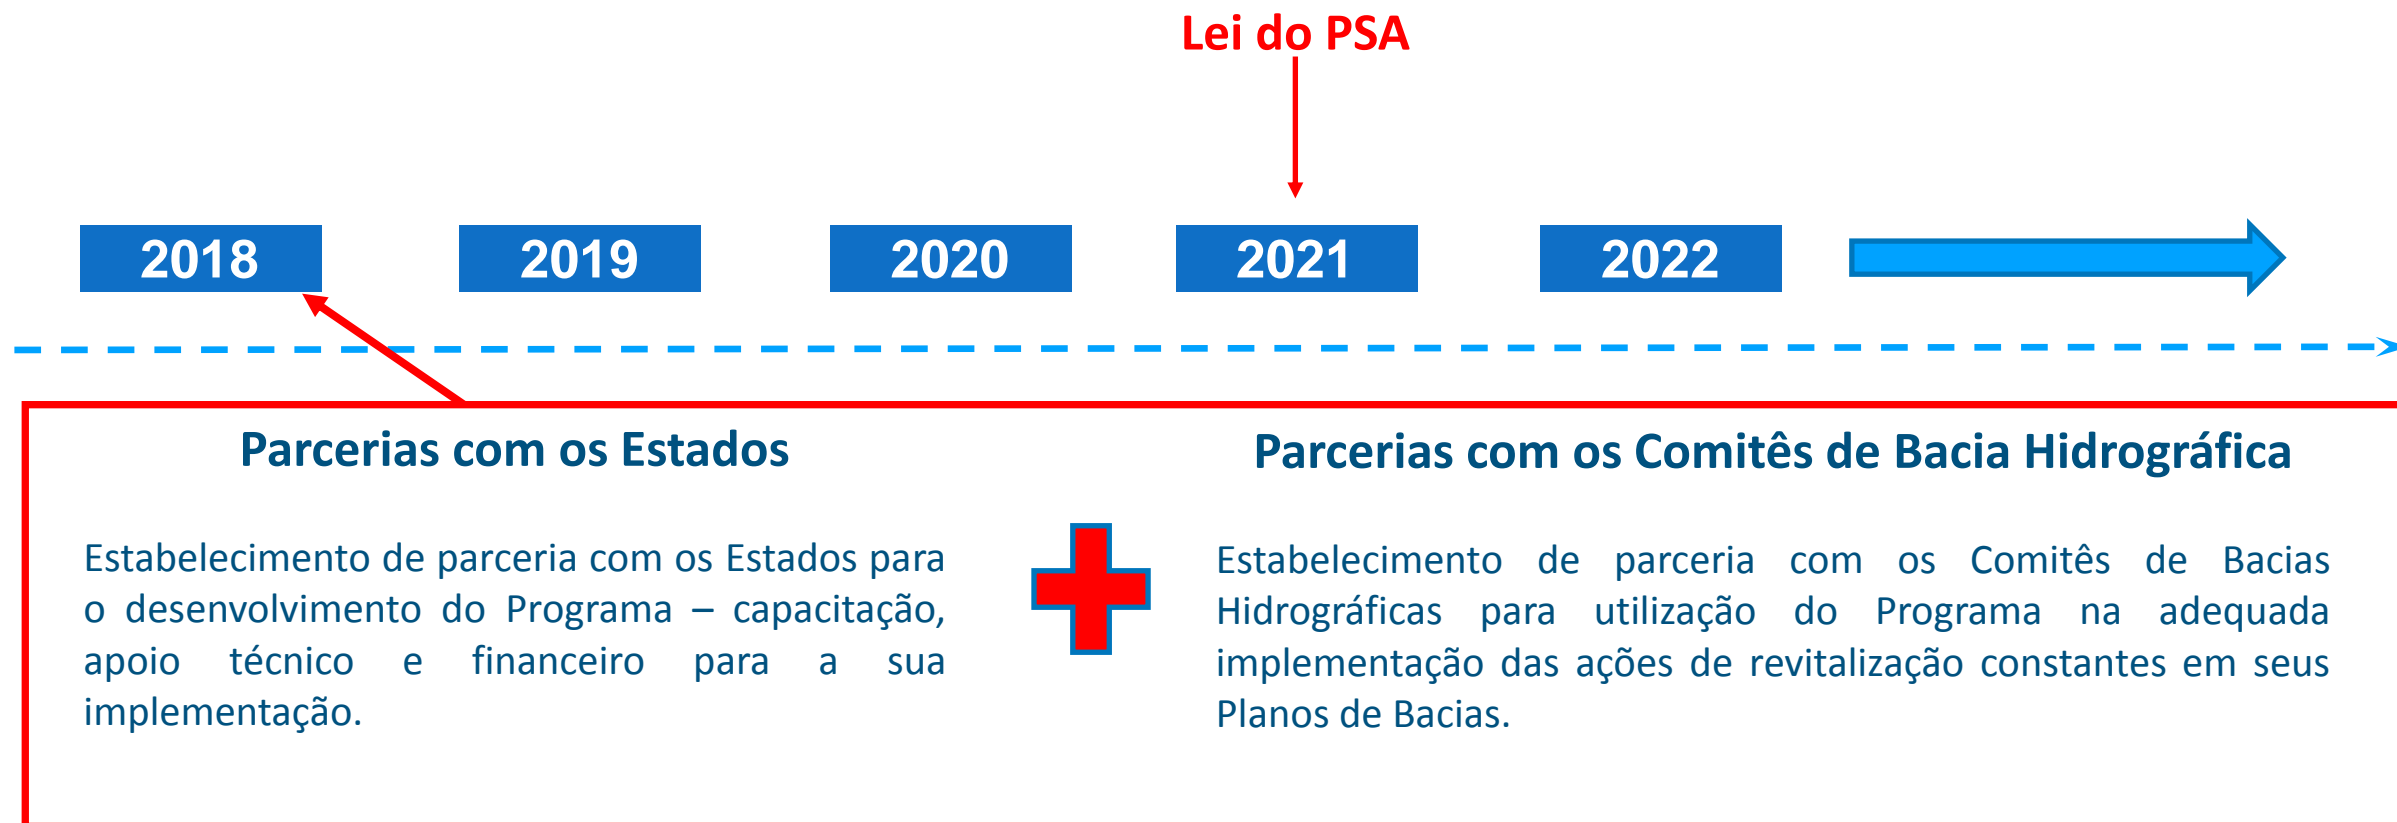 Lei do PSA
2018
2019
2020
2021
2022
Parcerias com os Estados
Estabelecimento de parceria com os Estados para
o desenvolvimento do Programa – capacitação,
apoio técnico e financeiro para a sua
implementação.
Parcerias com os Comitês de Bacia Hidrográfica
Estabelecimento de parceria com os Comitês de Bacias
Hidrográficas para utilização do Programa na adequada
implementação das ações de revitalização constantes em seus
Planos de Bacias.